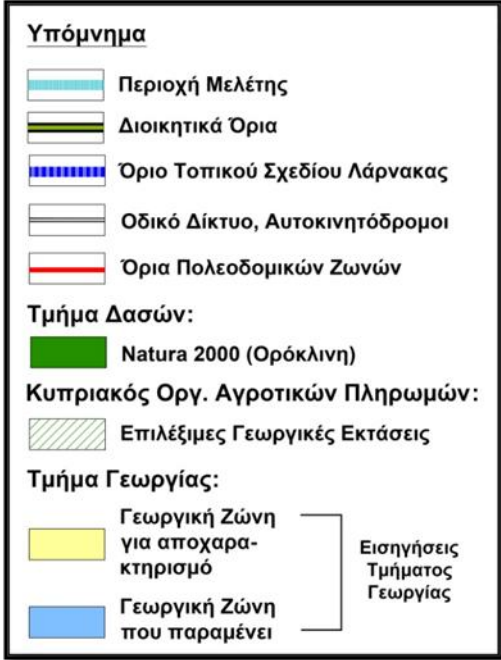 Υπόμνημα
Περιοχή Μελέτης
Διοικητικά Όρια
Όριο Τοπικού Σχεδίου Λάρνακας
Οδικό Δίκτυο, Αυτοκινητόδρομοι
Όρια Πολεοδομικών Ζωνών
Τμήμα Δασών:
Natura 2000 (Ορόκλινη)
Κυπριακός Οργ. Αγροτικών Πληρωμών:
Επιλέξιμες Γεωργικές Εκτάσεις
Τμήμα Γεωργίας:
Γεωργική Ζώνη
για αποχαρα-
κτηρισμό
Γεωργική Ζώνη
που παραμένει
Εισηγήσεις
Τμήματος
Γεωργίας